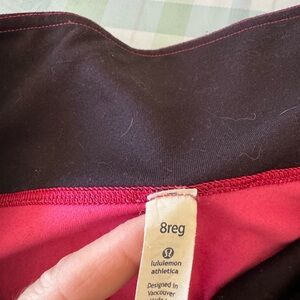 8reg
lululemon
athletica
Designed in
Vancouver